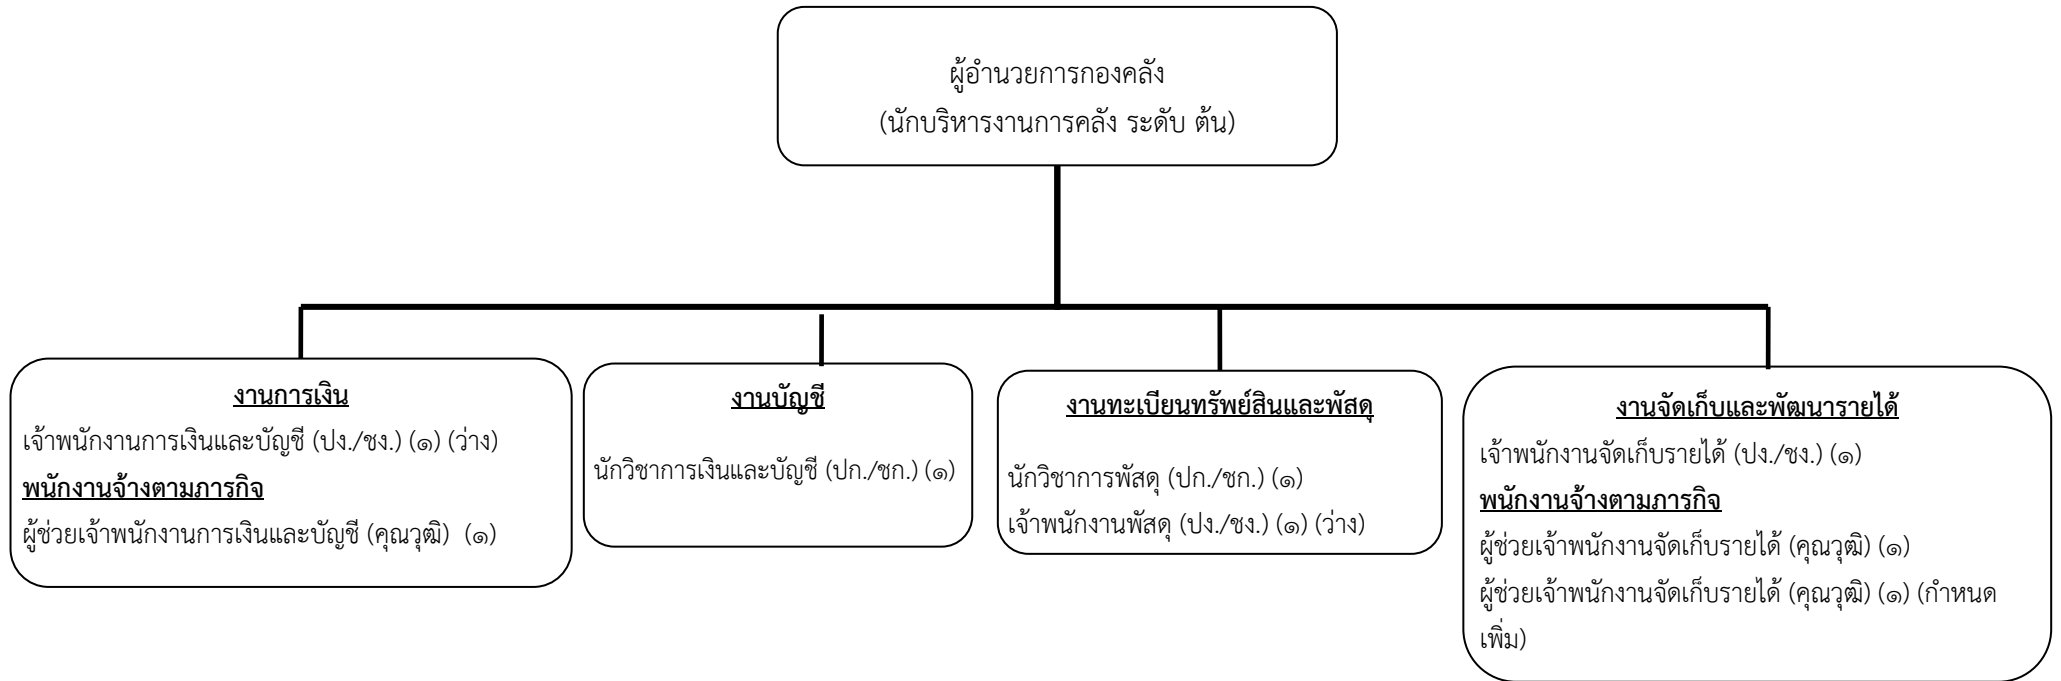 ผู้อำนวยการกองคลัง
(นักบริหารงานการคลัง ระดับ ต้น)
งานการเงิน
เจ้าพนักงานการเงินและบัญชี (ปง./ชง.) (๑) (ว่าง)
พนักงานจ้างตามภารกิจ
ผู้ช่วยเจ้าพนักงานการเงินและบัญชี (คุณวุฒิ) (๑)
งานบัญชี
นักวิชาการเงินและบัญชี (ปก./ชก.) (๑)
งานทะเบียนทรัพย์สินและพัสดุ
นักวิชาการพัสดุ (ปก./ชก.) (๑)
เจ้าพนักงานพัสดุ (ปง./ชง.) (๑) (ว่าง)
งานจัดเก็บและพัฒนารายได้
เจ้าพนักงานจัดเก็บรายได้ (ปง./ชง.) (๑)
พนักงานจ้างตามภารกิจ
ผู้ช่วยเจ้าพนักงานจัดเก็บรายได้ (คุณวุฒิ) (๑)
ผู้ช่วยเจ้าพนักงานจัดเก็บรายได้ (คุณวุฒิ) (๑) (กำหนด
เพิ่ม)